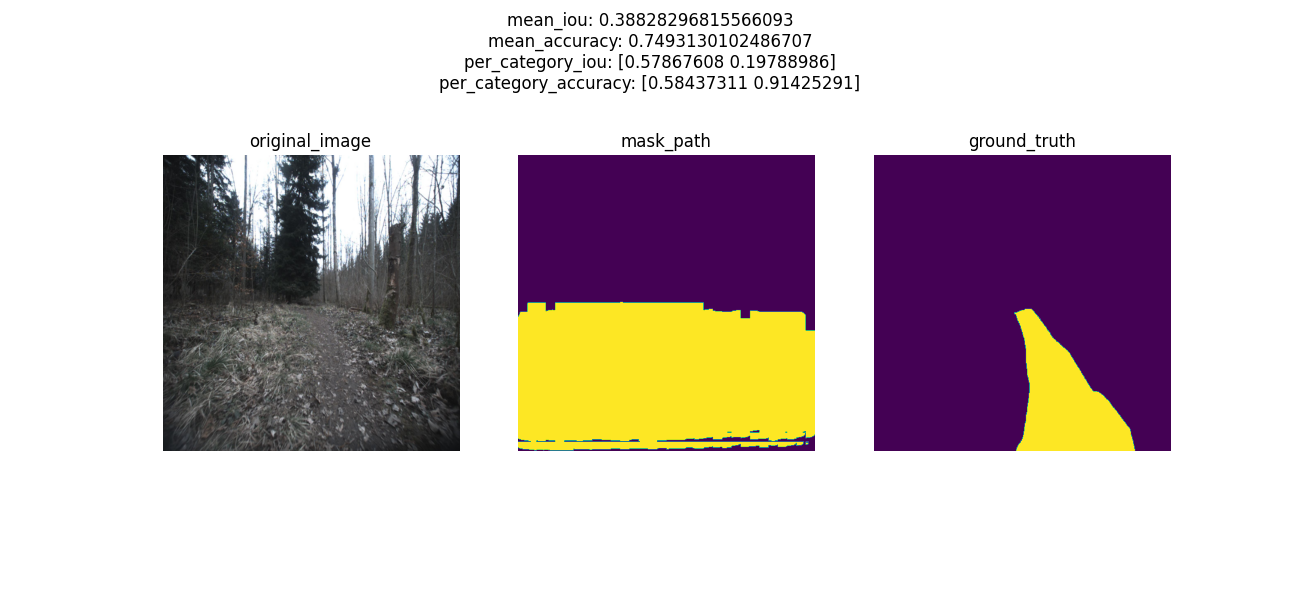 mean_iou: 0.38828296815566093
mean_accuracy: 0.7493130102486707
per_category_iou: [0.57867608 0.19788986]
per_category_accuracy: [0.58437311 0.91425291]
original_image
mask_path
ground_truth